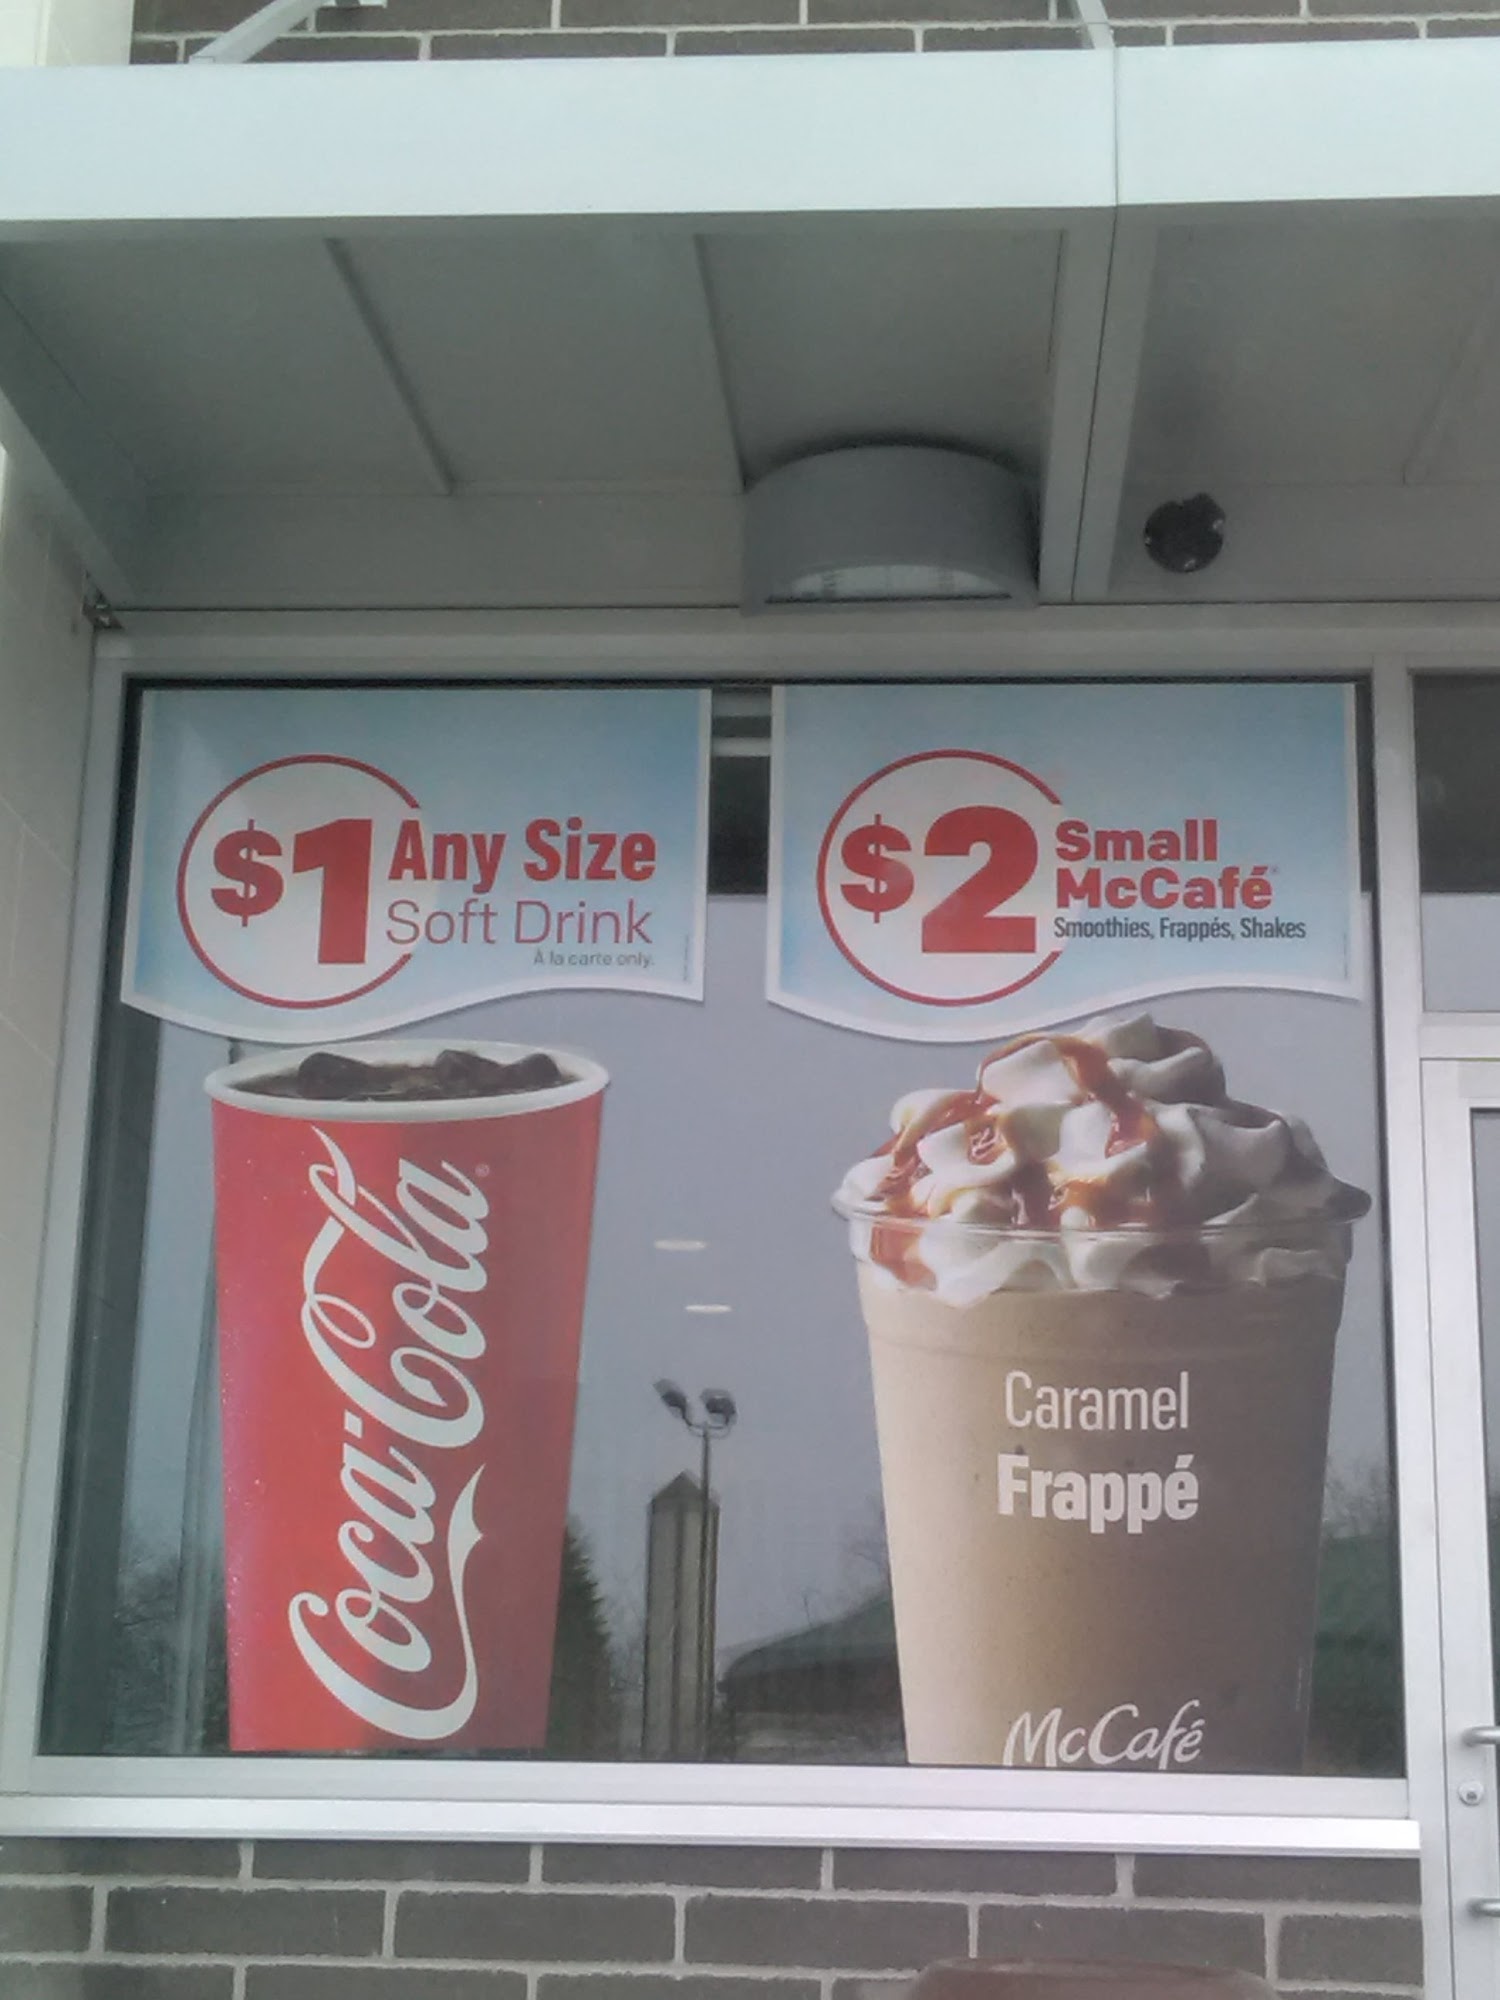 $1 Any Size
Soft Drink
À la carte only.
$2 Small
McCafé
Smoothies, Frappés, Shakes
Coca-Cola®
Caramel
Frappé
McCafé